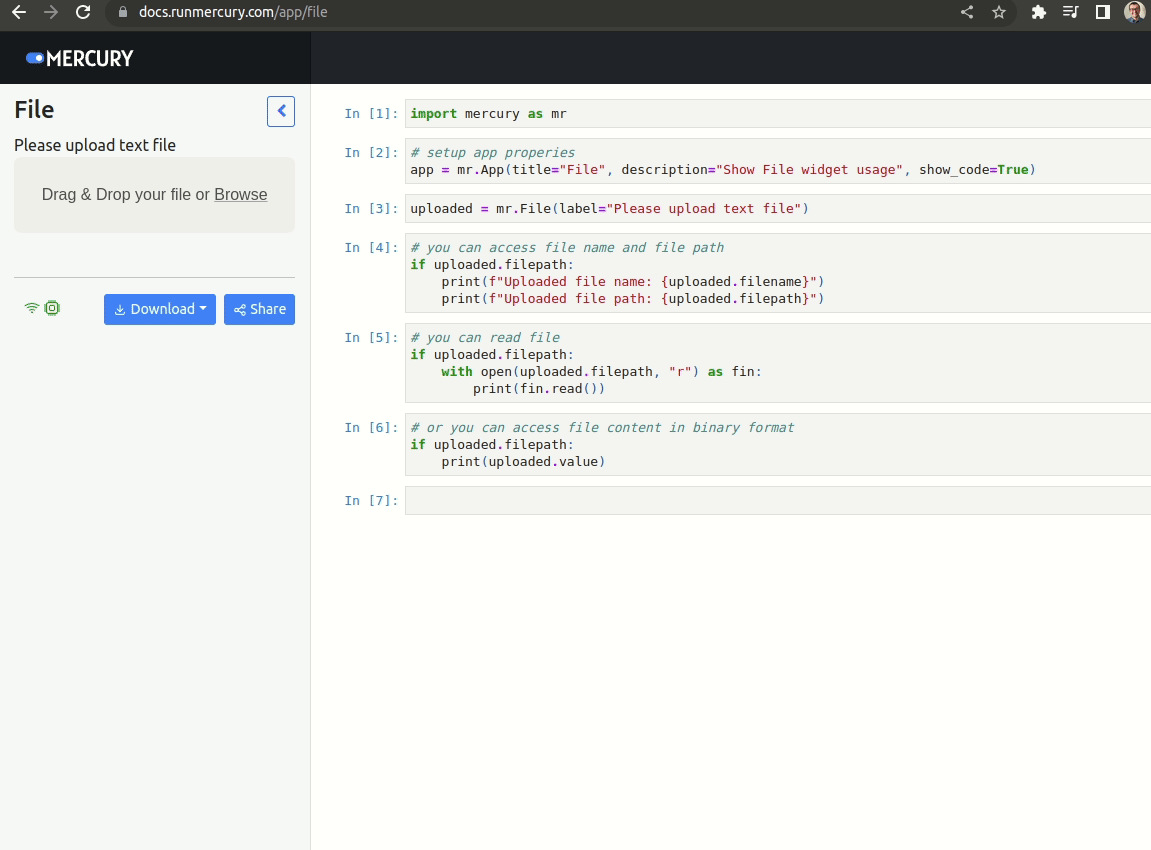 docs.runmercury.com/app/file
MERCURY
File
Please upload text file
Drag & Drop your file or Browse
Download
Share
In [1]: import mercury as mr
In [2]: # setup app properies
app = mr.App(title="File", description="Show File widget usage", show_code=True)
In [3]: uploaded = mr.File(label="Please upload text file")
In [4]: # you can access file name and file path
if uploaded.filepath:
    print(f"Uploaded file name: {uploaded.filename}")
    print(f"Uploaded file path: {uploaded.filepath}")
In [5]: # you can read file
if uploaded.filepath:
    with open(uploaded.filepath, "r") as fin:
        print(fin.read())
In [6]: # or you can access file content in binary format
if uploaded.filepath:
    print(uploaded.value)
In [7]: